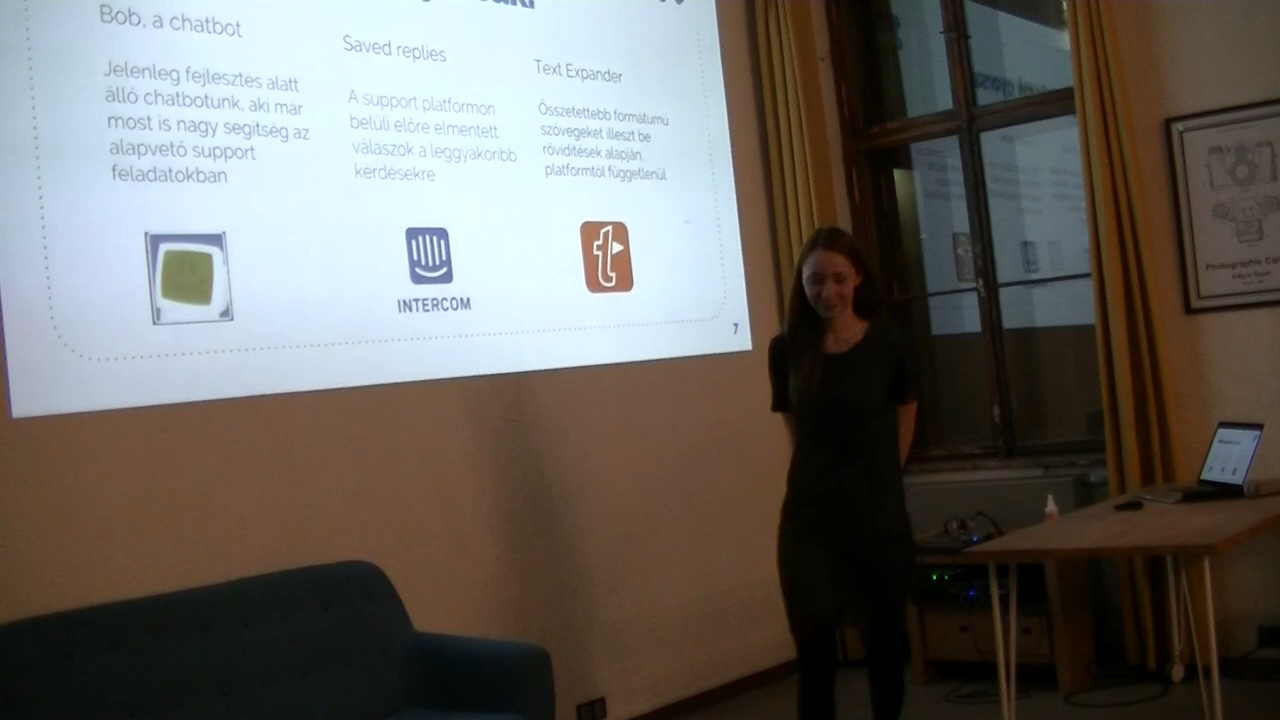 Bob, a chatbot
Jelenleg fejlesztés alatt
álló chatbotunk, aki már
most is nagy segítség az
alapvető support
feladatokban
Saved replies
A support platformon
belüli előre elmentett
válaszok a leggyakoribb
kérdésekre
INTERCOM
Text Expander
Összetettebb formátumú
szövegeket illeszt be
rövidítések alapján,
platformtól függetlenül
7
Photographic